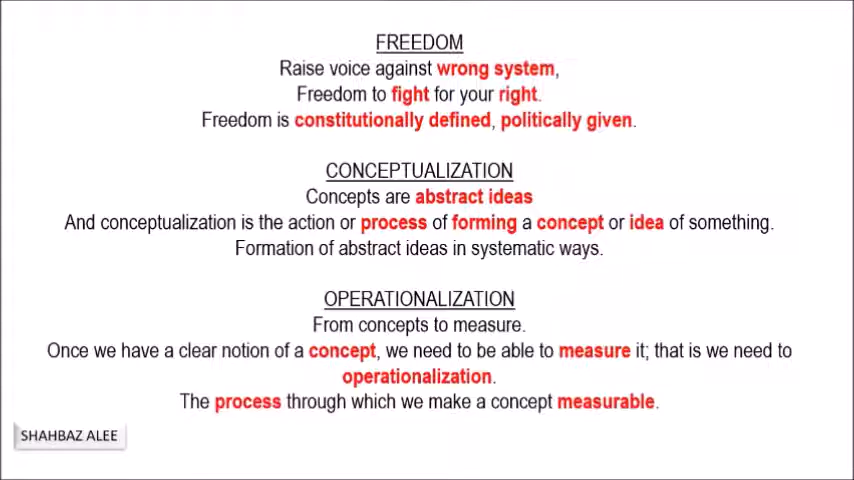 FREEDOM
Raise voice against wrong system,
Freedom to fight for your right.
Freedom is constitutionally defined, politically given.
CONCEPTUALIZATION
Concepts are abstract ideas
And conceptualization is the action or process of forming a concept or idea of something.
Formation of abstract ideas in systematic ways.
OPERATIONALIZATION
From concepts to measure.
Once we have a clear notion of a concept, we need to be able to measure it; that is we need to
operationalization.
The process through which we make a concept measurable.
SHAHBAZ ALEE